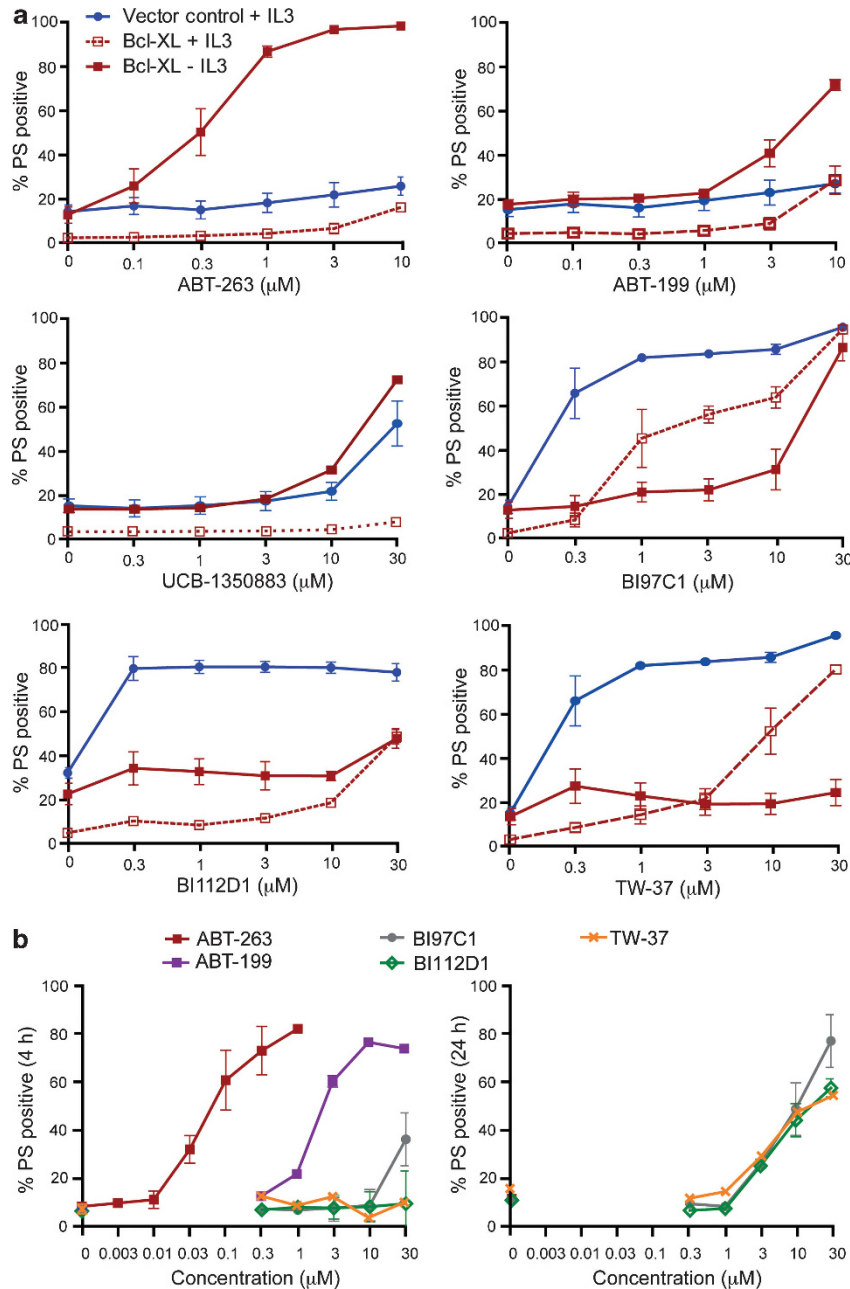 a
Vector control + IL3
Bcl-XL + IL3
Bcl-XL - IL3
% PS positive
100
80
60
40
20
0
0 0.1 0.3 1 3 10
ABT-263 (μM)
% PS positive
100
80
60
40
20
0
0 0.1 0.3 1 3 10
ABT-199 (μM)
% PS positive
100
80
60
40
20
0
0 0.3 1 3 10 30
UCB-1350883 (μM)
% PS positive
100
80
60
40
20
0
0 0.3 1 3 10 30
BI97C1 (μM)
% PS positive
100
80
60
40
20
0
0 0.3 1 3 10 30
BI112D1 (μM)
% PS positive
100
80
60
40
20
0
0 0.3 1 3 10 30
TW-37 (μM)
b
ABT-263 BI97C1 TW-37
ABT-199 BI112D1
% PS positive (4 h)
100
80
60
40
20
0
0 0.003 0.01 0.03 0.1 0.3 1 3 10 30
Concentration (μM)
% PS positive (24 h)
100
80
60
40
20
0
0 0.003 0.01 0.03 0.1 0.3 1 3 10 30
Concentration (μM)